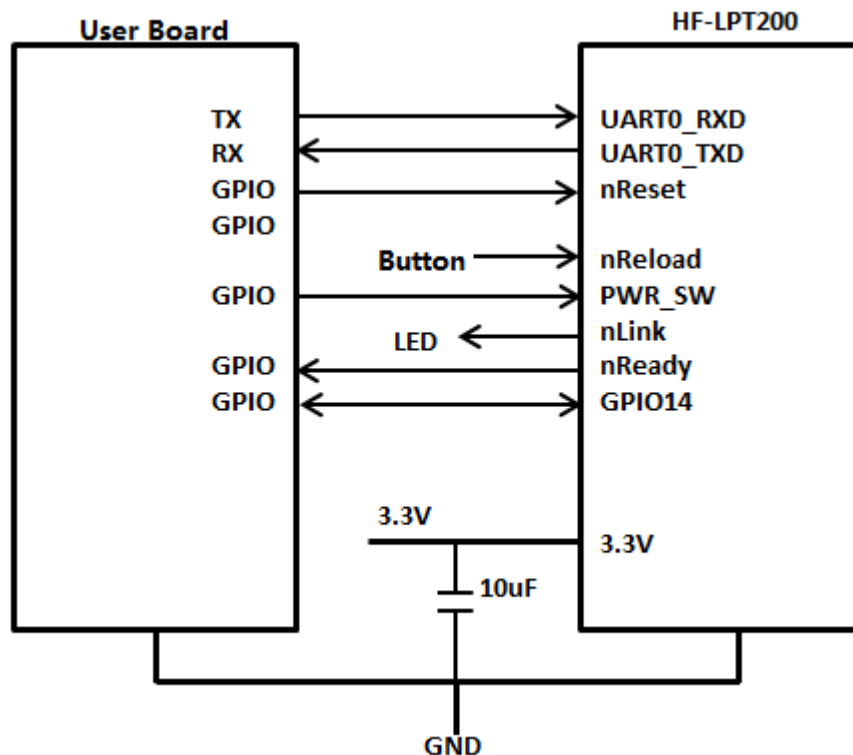 User Board
HF-LPT200
TX
UART0_RXD
RX
UART0_TXD
GPIO
nReset
GPIO
Button
nReload
GPIO
PWR_SW
LED
nLink
GPIO
nReady
GPIO
GPIO14
3.3V
3.3V
10uF
GND